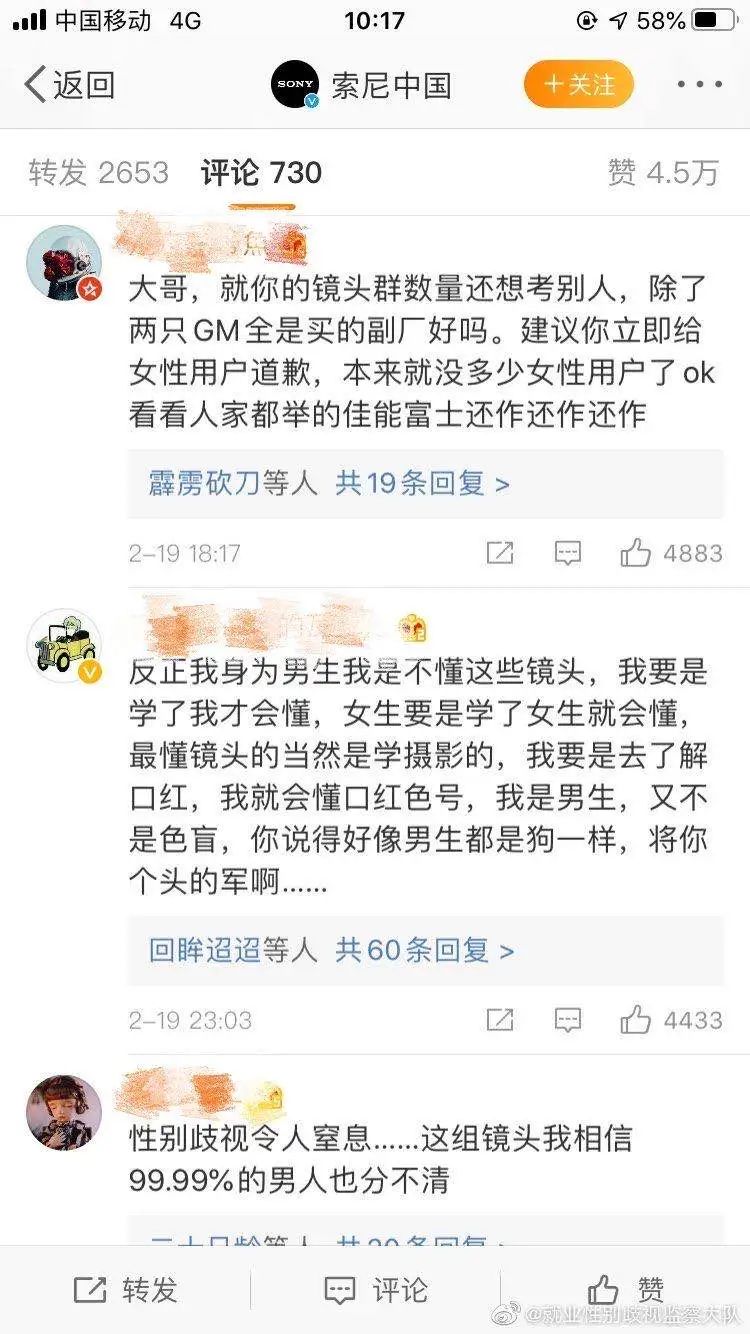 中国移动 4G 10:17 58%
返回 SONY 索尼中国 +关注
转发 2653 评论 730 赞 4.5万
大哥，就你的镜头群数量还想考别人，除了
两只GM全是买的副厂好吗。建议你立即给
女性用户道歉，本来就没多少女性用户了ok
看看人家都举的佳能富士还作还作还作
霹雳砍刀等人 共19条回复 >
2-19 18:17 4883
反正我身为男生我是不懂这些镜头，我要是
学了我才会懂，女生要是学了女生就会懂，
最懂镜头的当然是学摄影的，我要是去了解
口红，我就会懂口红色号，我是男生，又不
是色盲，你说得好像男生都是狗一样，将你
个头的军啊......
回眸迢迢等人 共60条回复 >
2-19 23:03 4433
性别歧视令人窒息......这组镜头我相信
99.99%的男人也分不清
转发 评论 赞
@就业性别歧视监察大队